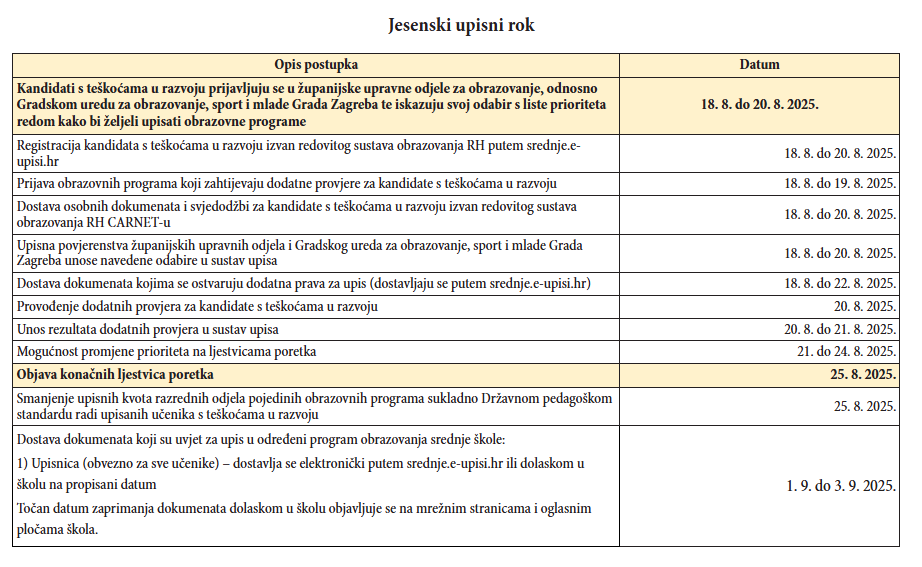 Jesenski upisni rok
Opis postupka
Datum
Kandidati s teškoćama u razvoju prijavljuju se u županijske upravne odjele za obrazovanje, odnosno
Gradskom uredu za obrazovanje, sport i mlade Grada Zagreba te iskazuju svoj odabir s liste prioriteta
redom kako bi željeli upisati obrazovne programe
18. 8. do 20. 8. 2025.
Registracija kandidata s teškoćama u razvoju izvan redovitog sustava obrazovanja RH putem srednje.e-
upisi.hr
18. 8. do 20. 8. 2025.
Prijava obrazovnih programa koji zahtijevaju dodatne provjere za kandidate s teškoćama u razvoju
18. 8. do 19. 8. 2025.
Dostava osobnih dokumenata i svjedodžbi za kandidate s teškoćama u razvoju izvan redovitog sustava
obrazovanja RH CARNET-u
18. 8. do 20. 8. 2025.
Upisna povjerenstva županijskih upravnih odjela i Gradskog ureda za obrazovanje, sport i mlade Grada
Zagreba unose navedene odabire u sustav upisa
18. 8. do 20. 8. 2025.
Dostava dokumenata kojima se ostvaruju dodatna prava za upis (dostavljaju se putem srednje.e-upisi.hr)
18. 8. do 22. 8. 2025.
Provođenje dodatnih provjera za kandidate s teškoćama u razvoju
20. 8. 2025.
Unos rezultata dodatnih provjera u sustav upisa
20. 8. do 21. 8. 2025.
Mogućnost promjene prioriteta na ljestvicama poretka
21. do 24. 8. 2025.
Objava konačnih ljestvica poretka
25. 8. 2025.
Smanjenje upisnih kvota razrednih odjela pojedinih obrazovnih programa sukladno Državnom pedagoškom
standardu radi upisanih učenika s teškoćama u razvoju
25. 8. 2025.
Dostava dokumenata koji su uvjet za upis u određeni program obrazovanja srednje škole:
1) Upisnica (obvezno za sve učenike) – dostavlja se elektronički putem srednje.e-upisi.hr ili dolaskom u
školu na propisani datum
Točan datum zaprimanja dokumenata dolaskom u školu objavljuje se na mrežnim stranicama i oglasnim
pločama škola.
1. 9. do 3. 9. 2025.